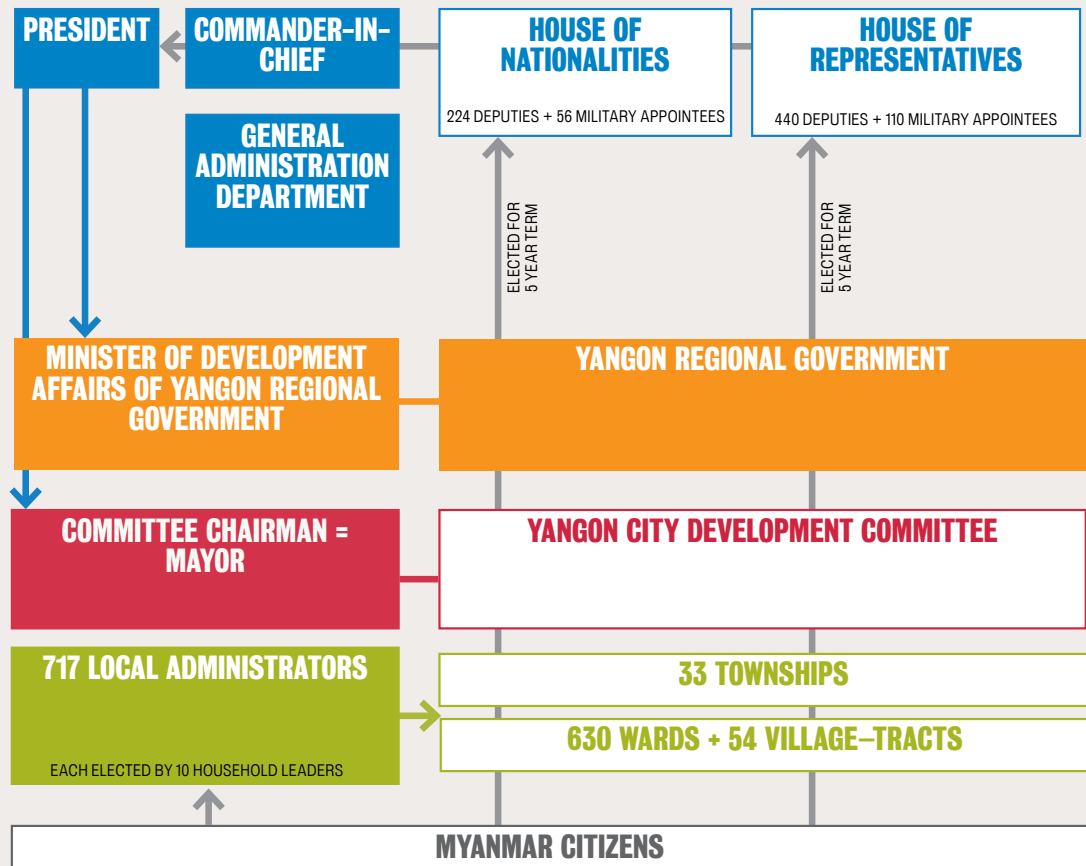 PRESIDENT
COMMANDER-IN-
CHIEF
HOUSE OF
NATIONALITIES
224 DEPUTIES + 56 MILITARY APPOINTEES
HOUSE OF
REPRESENTATIVES
440 DEPUTIES + 110 MILITARY APPOINTEES
GENERAL
ADMINISTRATION
DEPARTMENT
ELECTED FOR
5 YEAR TERM
ELECTED FOR
5 YEAR TERM
MINISTER OF DEVELOPMENT
AFFAIRS OF YANGON REGIONAL
GOVERNMENT
YANGON REGIONAL GOVERNMENT
COMMITTEE CHAIRMAN =
MAYOR
YANGON CITY DEVELOPMENT COMMITTEE
717 LOCAL ADMINISTRATORS
EACH ELECTED BY 10 HOUSEHOLD LEADERS
33 TOWNSHIPS
630 WARDS + 54 VILLAGE–TRACTS
MYANMAR CITIZENS